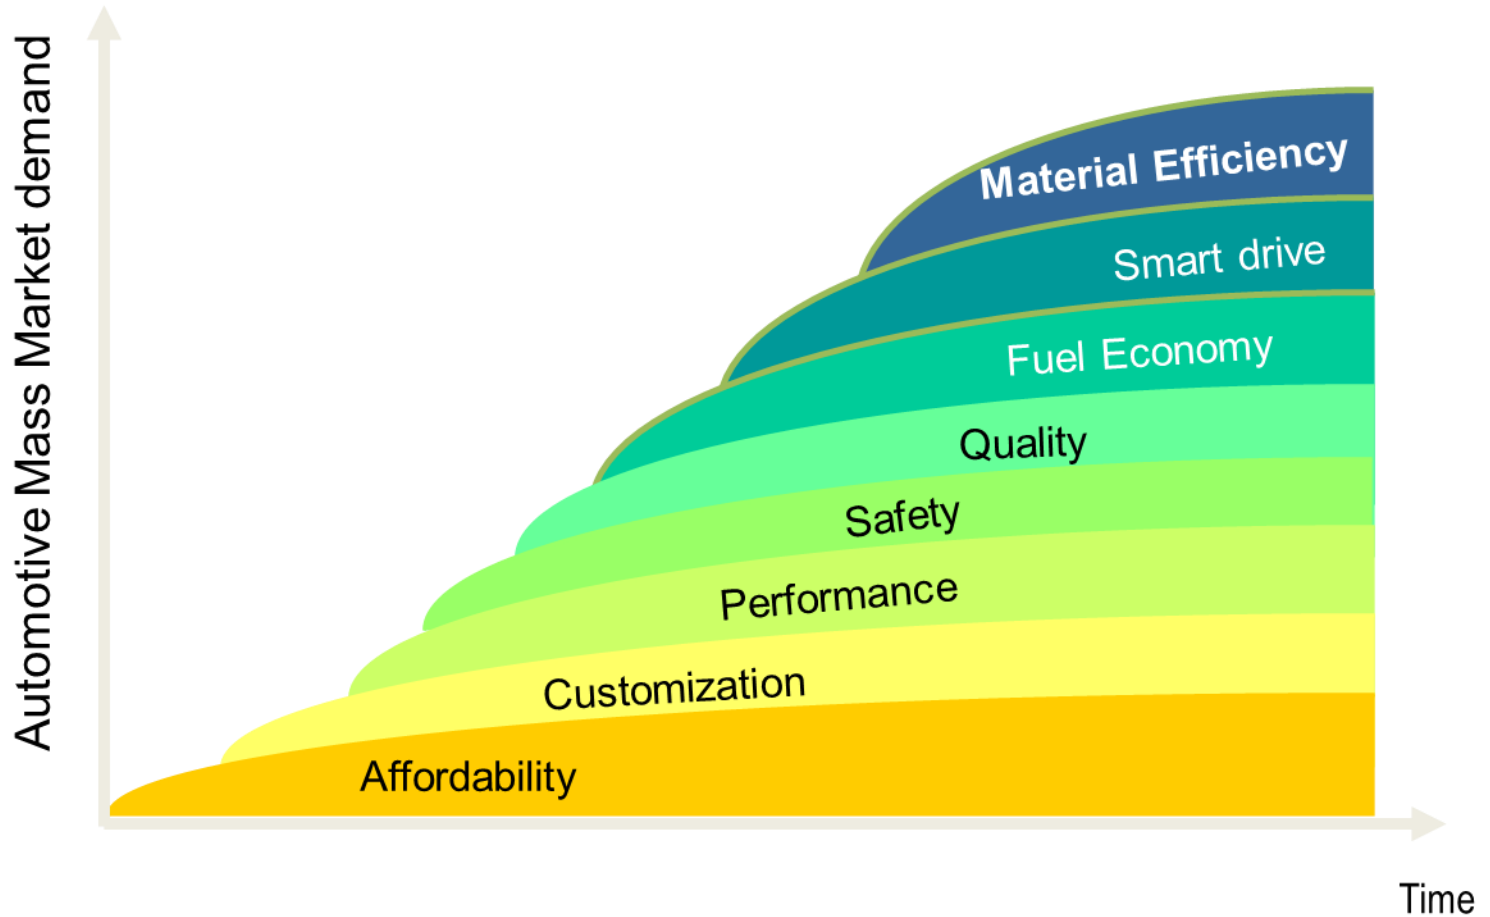 Automotive Mass Market demand
Material Efficiency
Smart drive
Fuel Economy
Quality
Safety
Performance
Customization
Affordability
Time